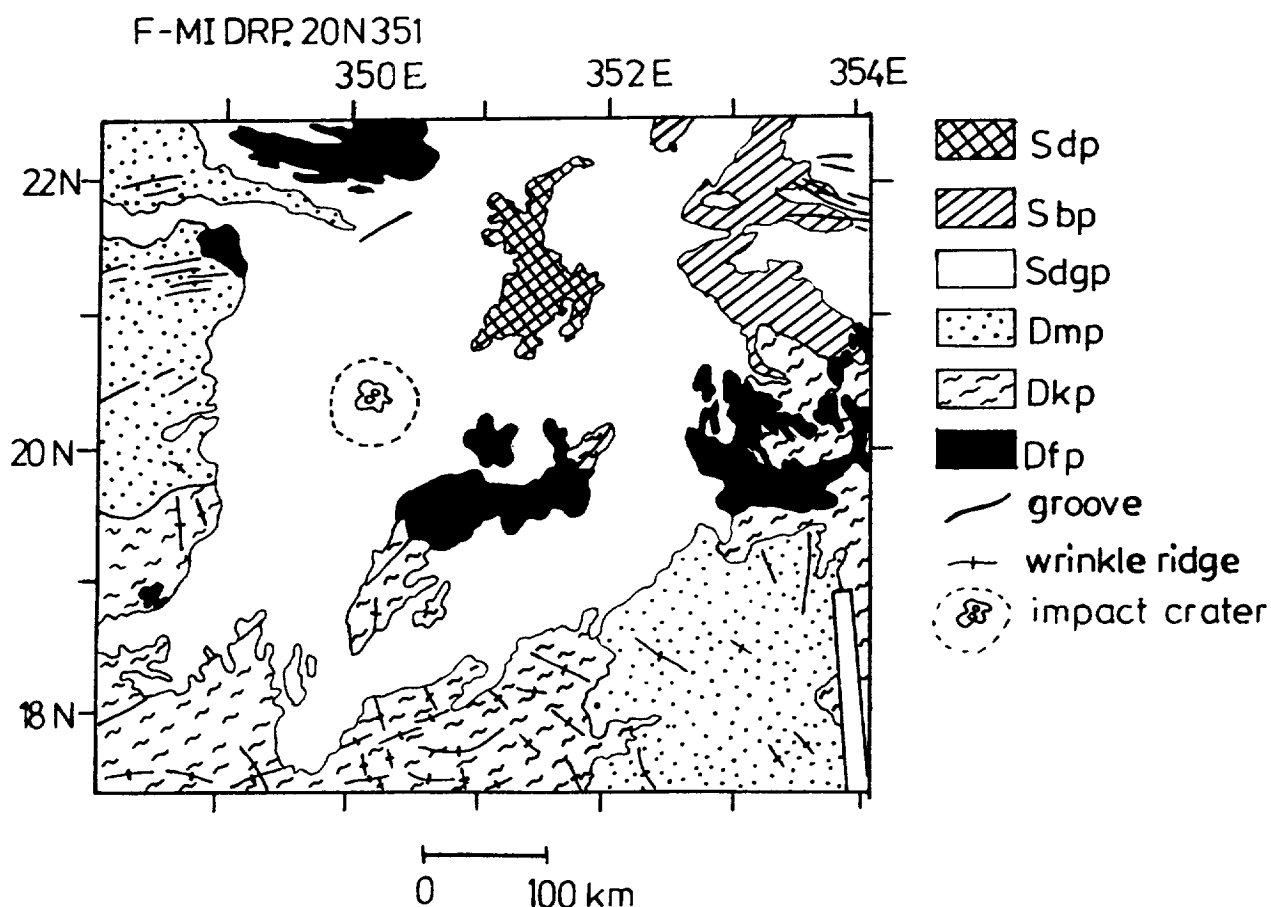 F-MIDRP. 20N351
350E 352E 354E
22N
20N
18N
Sdp
Sbp
Sdgp
Dmp
Dkp
Dfp
groove
wrinkle ridge
impact crater
0 100 km